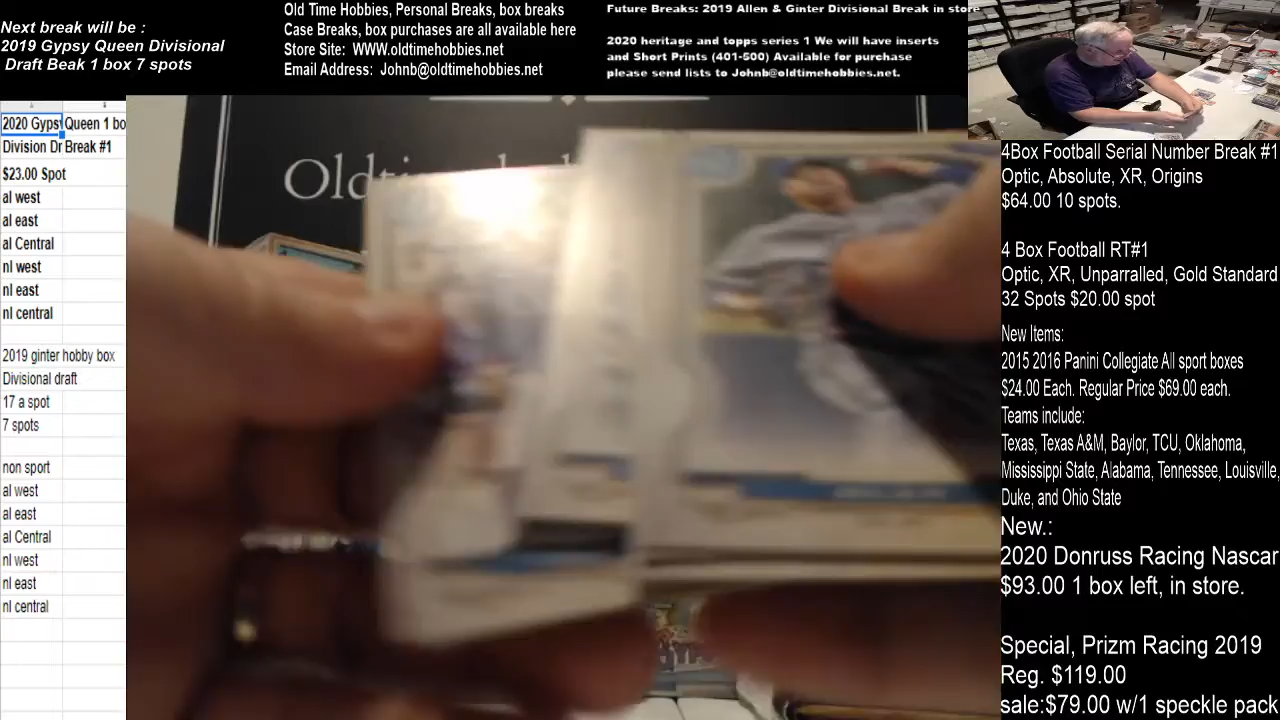 Next break will be :
2019 Gypsy Queen Divisional
Draft Beak 1 box 7 spots
Old Time Hobbies, Personal Breaks, box breaks
Case Breaks, box purchases are all available here
Store Site: WWW.oldtimehobbies.net
Email Address: Johnb@oldtimehobbies.net
Future Breaks: 2019 Allen & Ginter Divisional Break in store
2020 heritage and topps series 1 We will have inserts
and Short Prints (401-500) Available for purchase
please send lists to Johnb@oldtimehobbies.net.
2020 Gypsy Queen 1 bo
Division Dr Break #1
$23.00 Spot
al west
al east
al Central
nl west
nl east
nl central
2019 ginter hobby box
Divisional draft
17 a spot
7 spots
non sport
al west
al east
al Central
nl west
nl east
nl central
Oldt
4Box Football Serial Number Break #1
Optic, Absolute, XR, Origins
$64.00 10 spots.
4 Box Football RT#1
Optic, XR, Unparralled, Gold Standard
32 Spots $20.00 spot
New Items:
2015 2016 Panini Collegiate All sport boxes
$24.00 Each. Regular Price $69.00 each.
Teams include:
Texas, Texas A&M, Baylor, TCU, Oklahoma,
Mississippi State, Alabama, Tennessee, Louisville,
Duke, and Ohio State
New.:
2020 Donruss Racing Nascar
$93.00 1 box left, in store.
Special, Prizm Racing 2019
Reg. $119.00
sale:$79.00 w/1 speckle pack